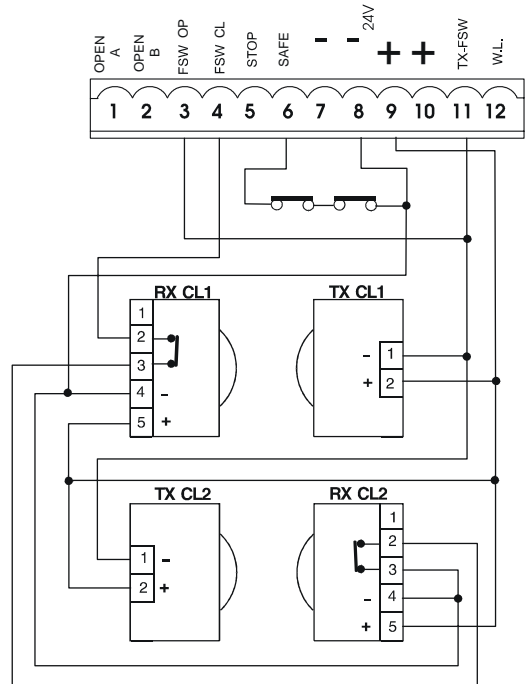 OPEN A
OPEN B
FSW OP
FSW CL
STOP
SAFE
-
-
24V
+
+
TX-FSW
W.L.
1 2 3 4 5 6 7 8 9 10 11 12
RX CL1
1
2
3
4 -
5 +
TX CL1
- 1
+ 2
TX CL2
1 -
2 +
RX CL2
1
2
3
- 4
+ 5